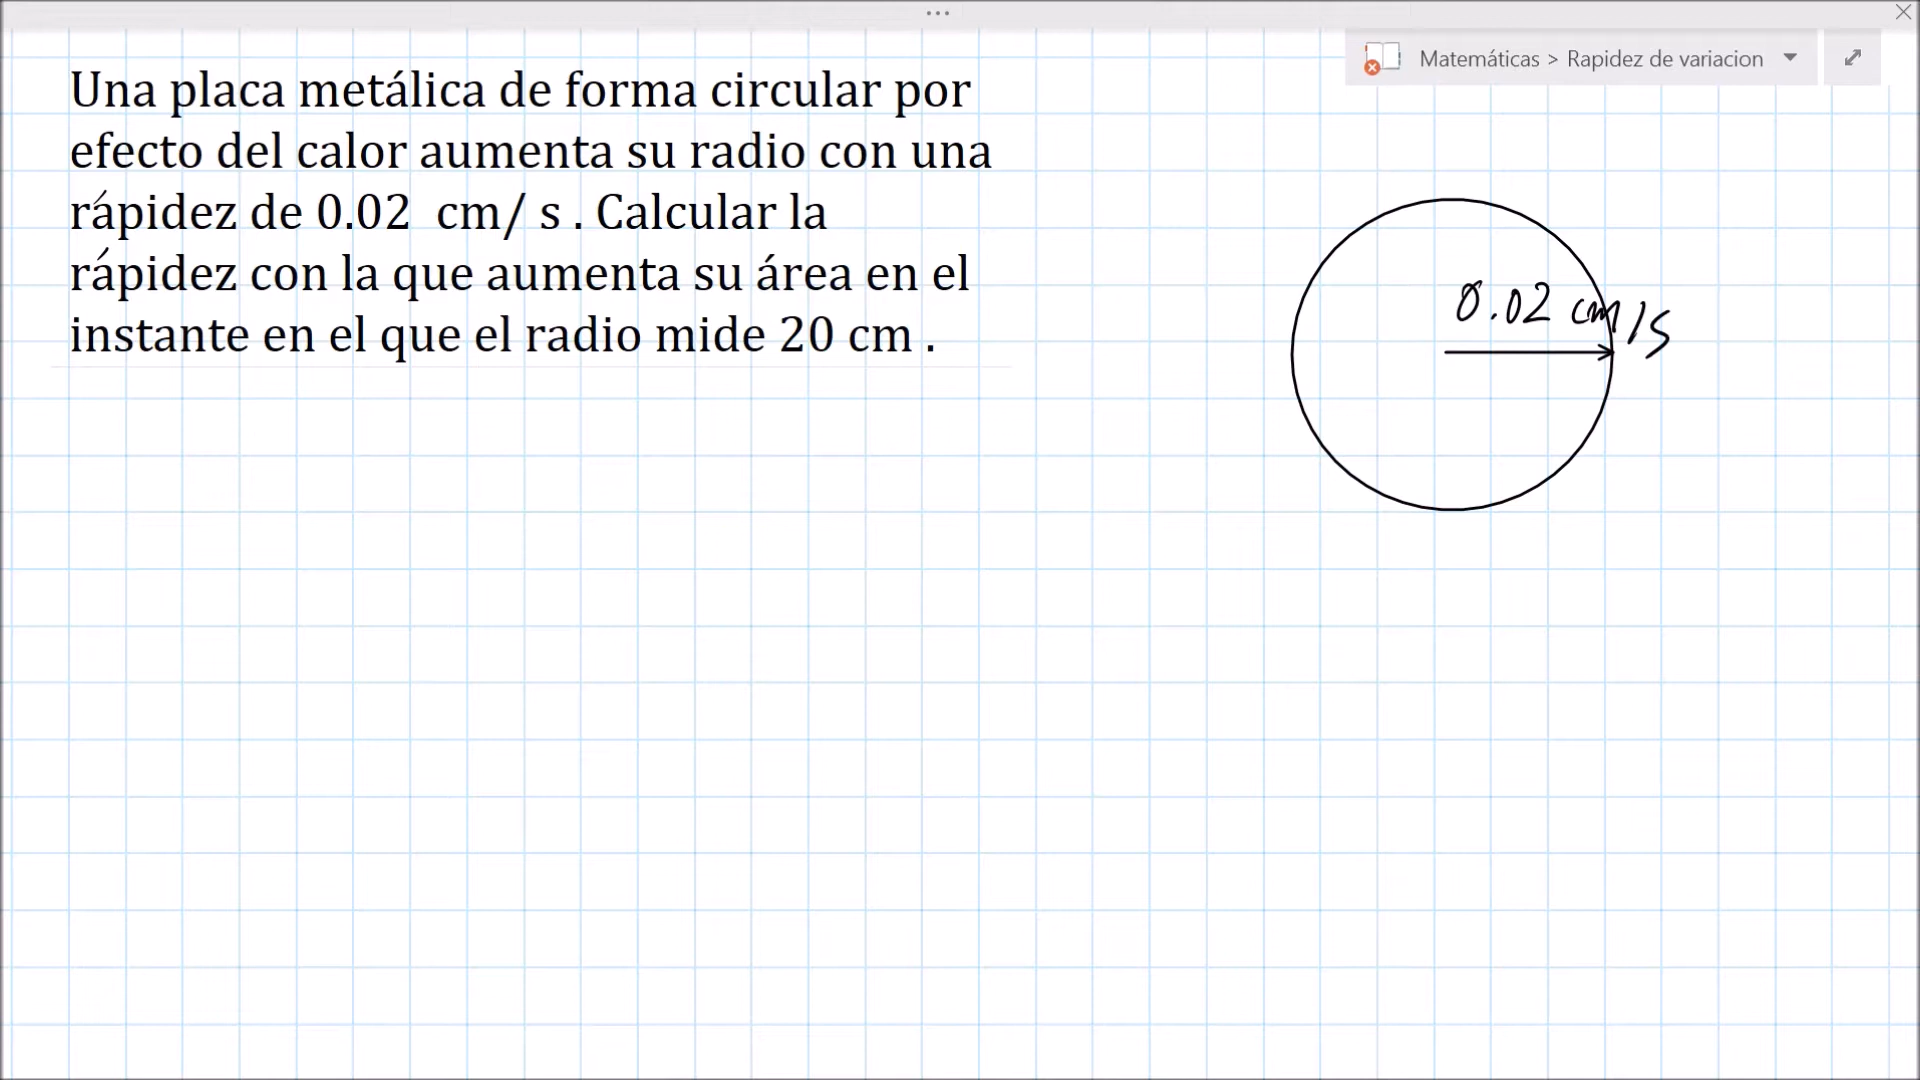 ...
Matemáticas > Rapidez de variacion
Una placa metálica de forma circular por
efecto del calor aumenta su radio con una
rápidez de 0.02 cm/ s . Calcular la
rápidez con la que aumenta su área en el
instante en el que el radio mide 20 cm .
0.02 cm/s